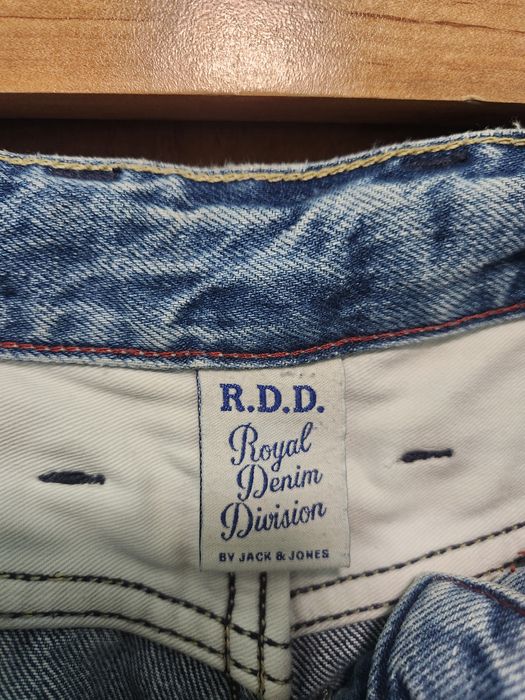 R.D.D.
Royal
Denim
Division
BY JACK & JONES